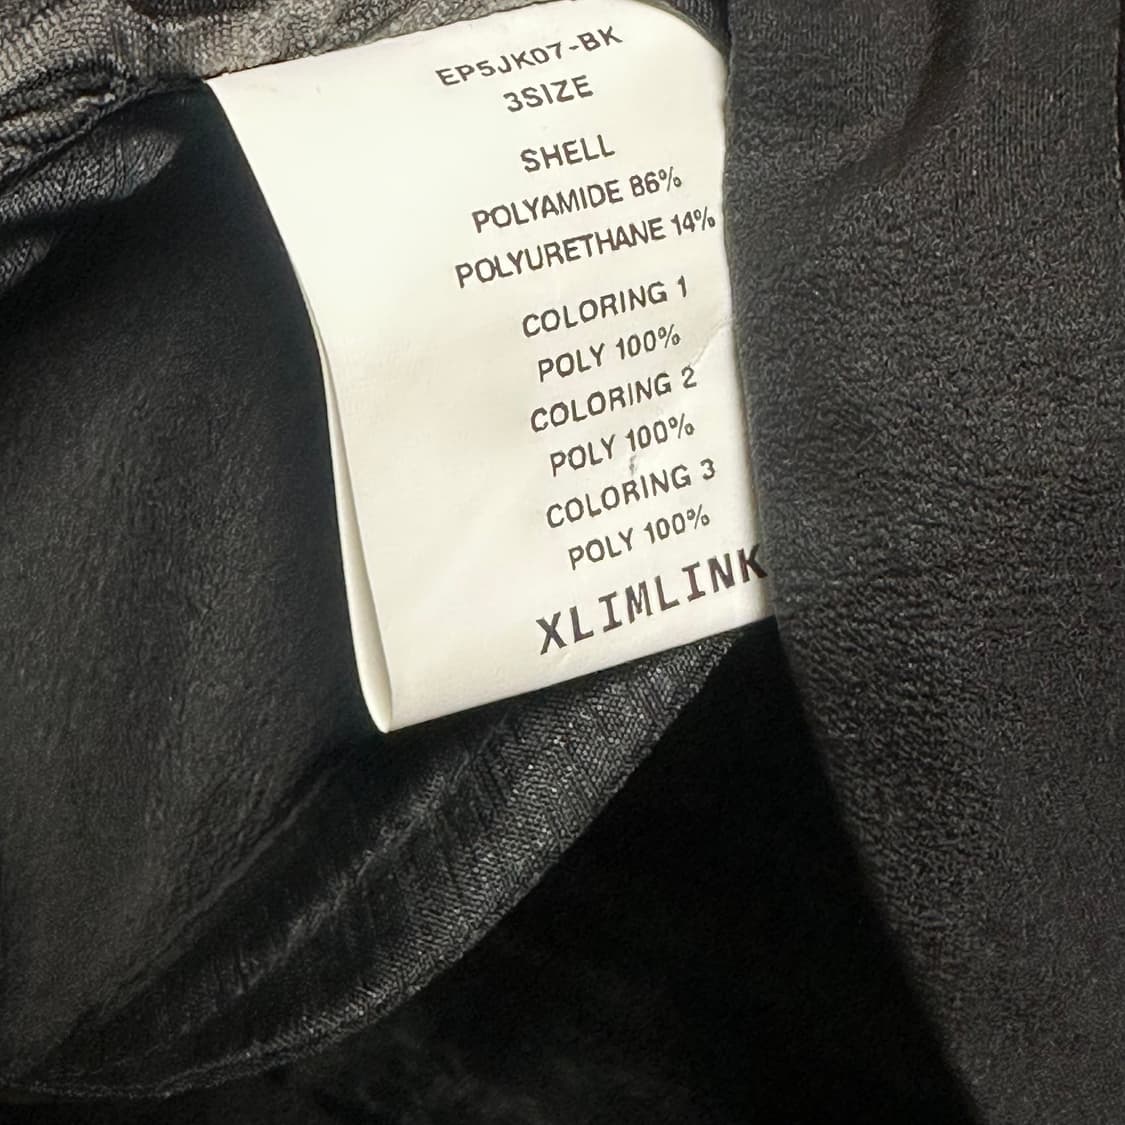 EP5JK07-BK
3SIZE
SHELL
POLYAMIDE 86%
POLYURETHANE 14%
COLORING 1
POLY 100%
COLORING 2
POLY 100%
COLORING 3
POLY 100%
XLIMLINK